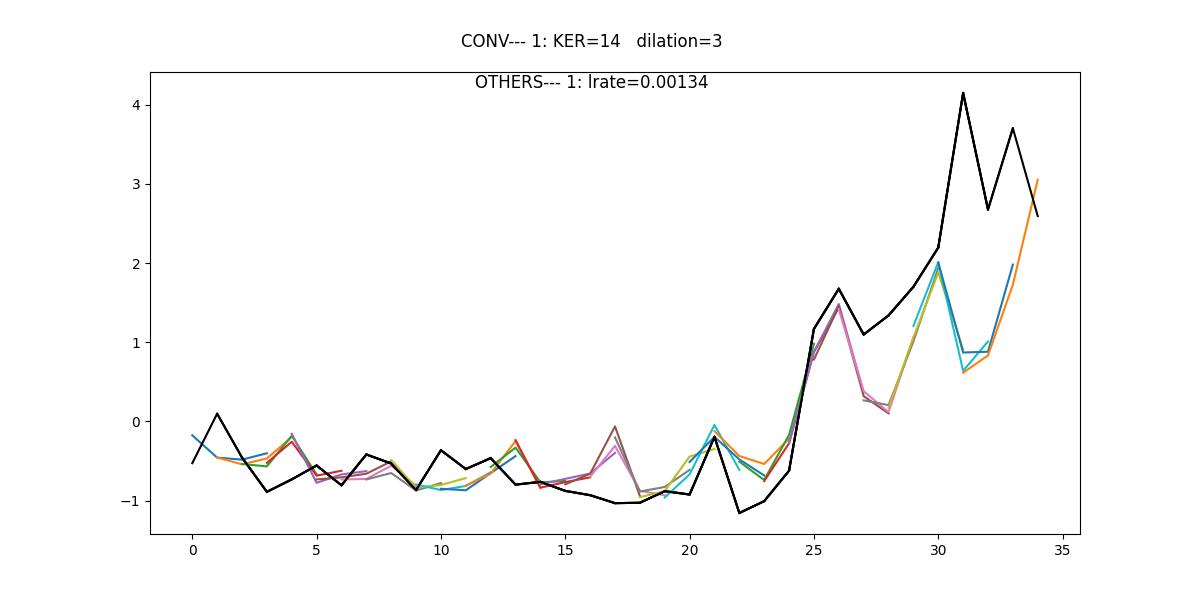 CONV--- 1: KER=14   dilation=3
OTHERS--- 1: lrate=0.00134
4
3
2
1
0
−1
0 5 10 15 20 25 30 35